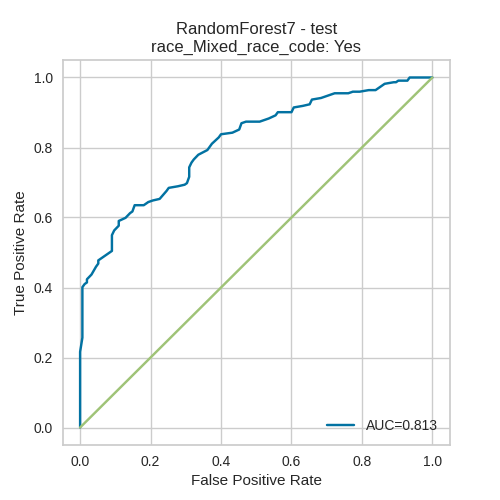 RandomForest7 - test
race_Mixed_race_code: Yes
True Positive Rate
1.0
0.8
0.6
0.4
0.2
0.0
AUC=0.813
0.0 0.2 0.4 0.6 0.8 1.0
False Positive Rate